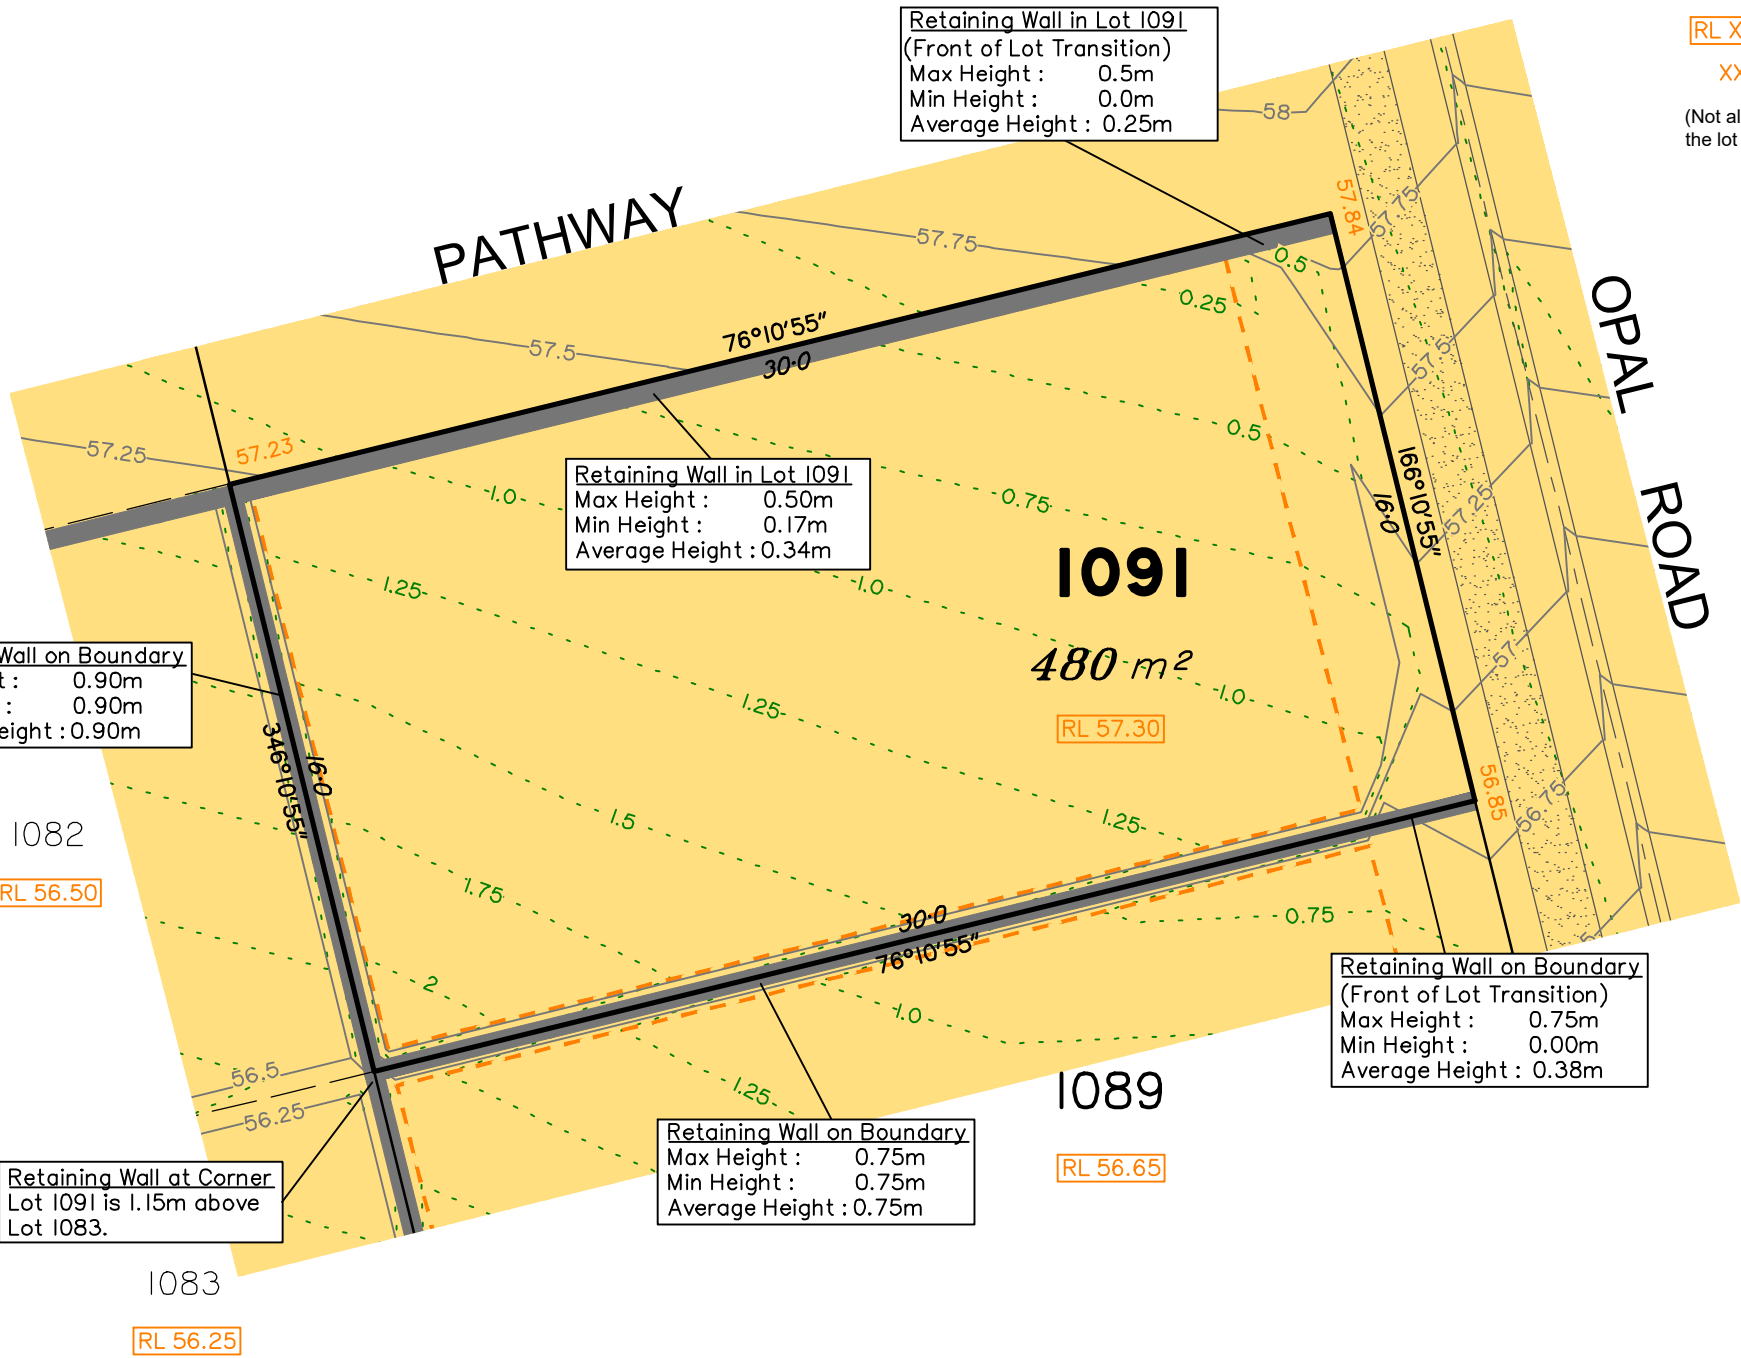 Retaining Wall in Lot 1091
(Front of Lot Transition)
Max Height : 0.5m
Min Height : 0.0m
Average Height : 0.25m
RL X
XX
(Not al
the lot
58
PATHWAY
57.75
57.84
57.75
0.5
0.25
OPAL
ROAD
57.5
76°10'55"
30·0
57.5
57.25
57.23
0.5
Retaining Wall in Lot 1091
Max Height : 0.50m
Min Height : 0.17m
Average Height : 0.34m
1.0
0.75
166°10'55"
16·0
57.25
1091
1.25
1.0
480 m²
57
Wall on Boundary
t : 0.90m
: 0.90m
eight : 0.90m
1.25
1.0
RL 57.30
346°10'55"
16·0
56.85
56.75
1082
1.5
1.25
RL 56.50
1.75
30·0
76°10'55"
0.75
5
2
1.0
Retaining Wall on Boundary
(Front of Lot Transition)
Max Height : 0.75m
Min Height : 0.00m
Average Height : 0.38m
56.5
56.25
1.25
1089
Retaining Wall on Boundary
Max Height : 0.75m
Min Height : 0.75m
Average Height : 0.75m
RL 56.65
Retaining Wall at Corner
Lot 1091 is 1.15m above
Lot 1083.
1083
RL 56.25